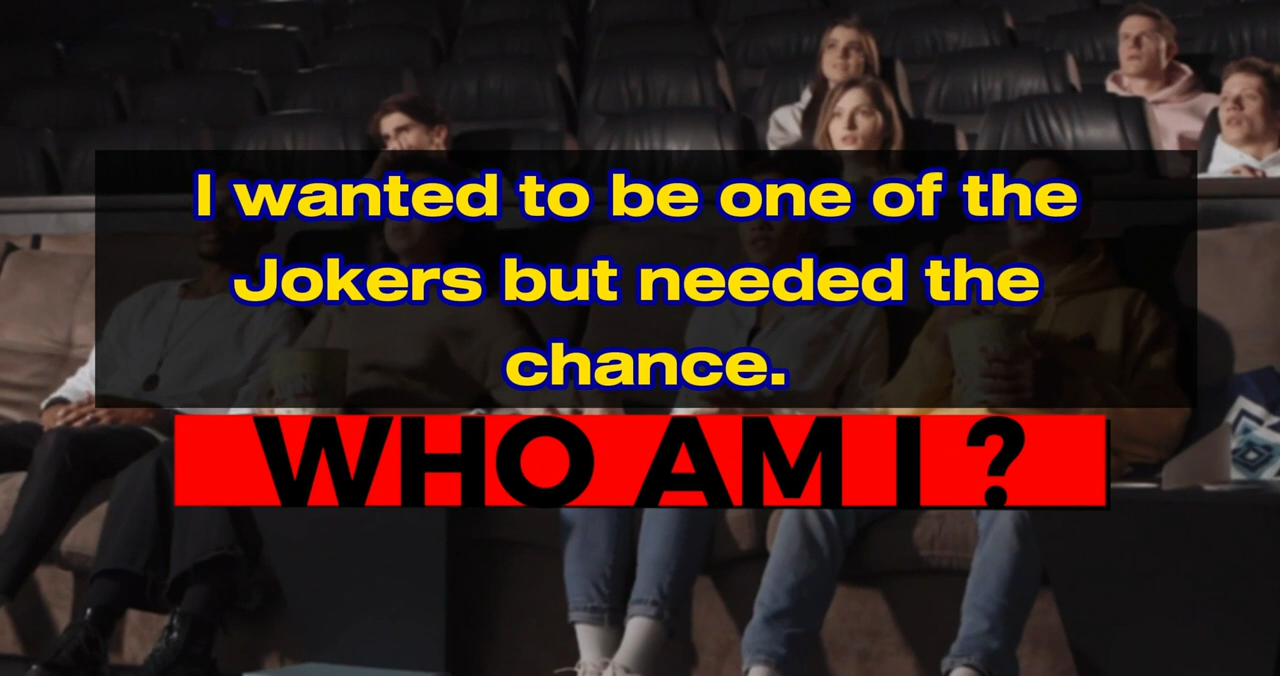 I wanted to be one of the
Jokers but needed the
chance.
WHO AM I ?